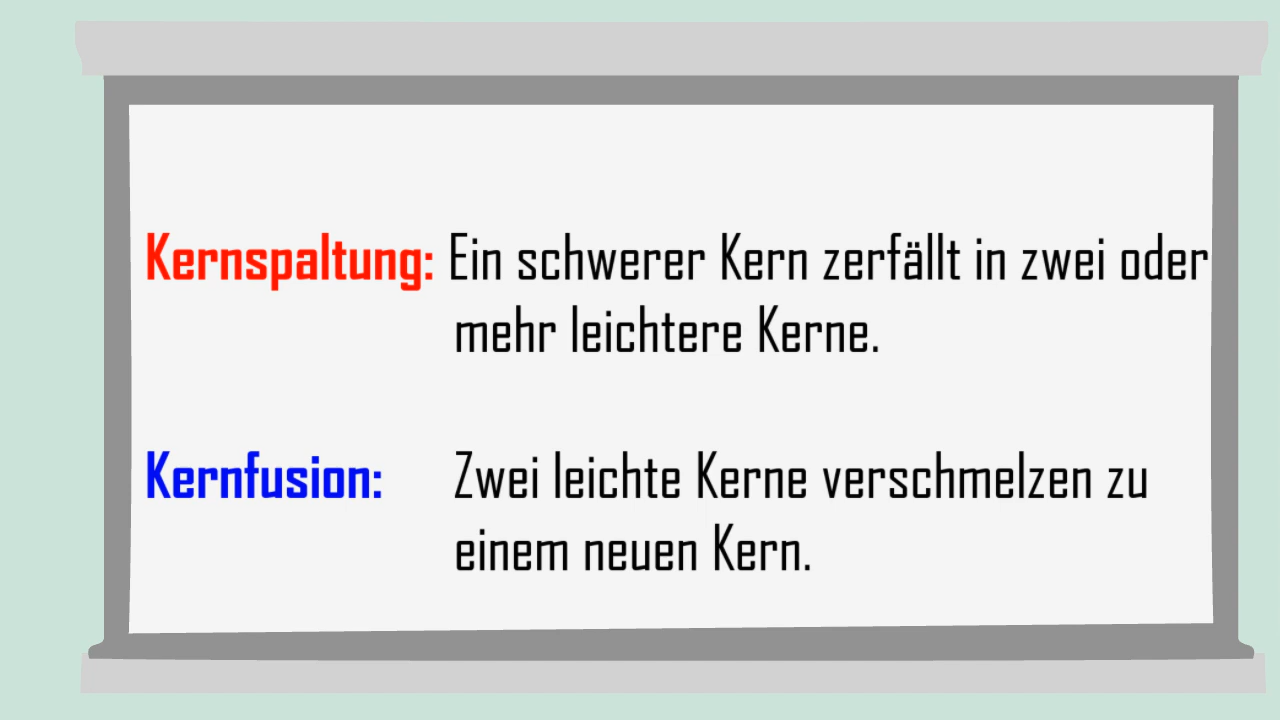 Kernspaltung: Ein schwerer Kern zerfällt in zwei oder
mehr leichtere Kerne.
Kernfusion: Zwei leichte Kerne verschmelzen zu
einem neuen Kern.